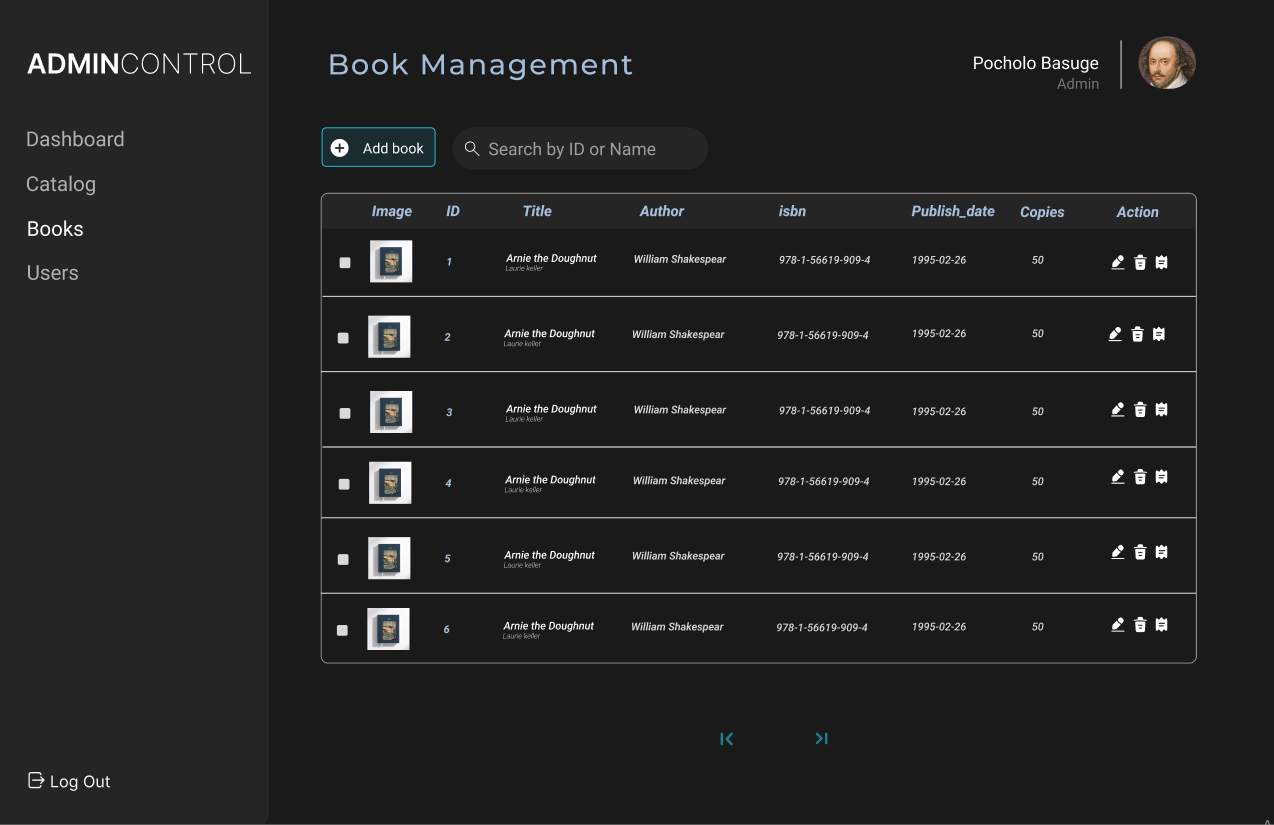 ADMINCONTROL
Book Management
Pocholo Basuge
Admin
Dashboard
Catalog
Books
Users
Add book
Search by ID or Name
Image ID Title Author isbn Publish_date Copies Action
1 Arnie the Doughnut William Shakespear 978-1-56619-909-4 1995-02-26 50
Laurie keller
2 Arnie the Doughnut William Shakespear 978-1-56619-909-4 1995-02-26 50
Laurie keller
3 Arnie the Doughnut William Shakespear 978-1-56619-909-4 1995-02-26 50
Laurie keller
4 Arnie the Doughnut William Shakespear 978-1-56619-909-4 1995-02-26 50
Laurie keller
5 Arnie the Doughnut William Shakespear 978-1-56619-909-4 1995-02-26 50
Laurie keller
6 Arnie the Doughnut William Shakespear 978-1-56619-909-4 1995-02-26 50
Laurie keller
Log Out